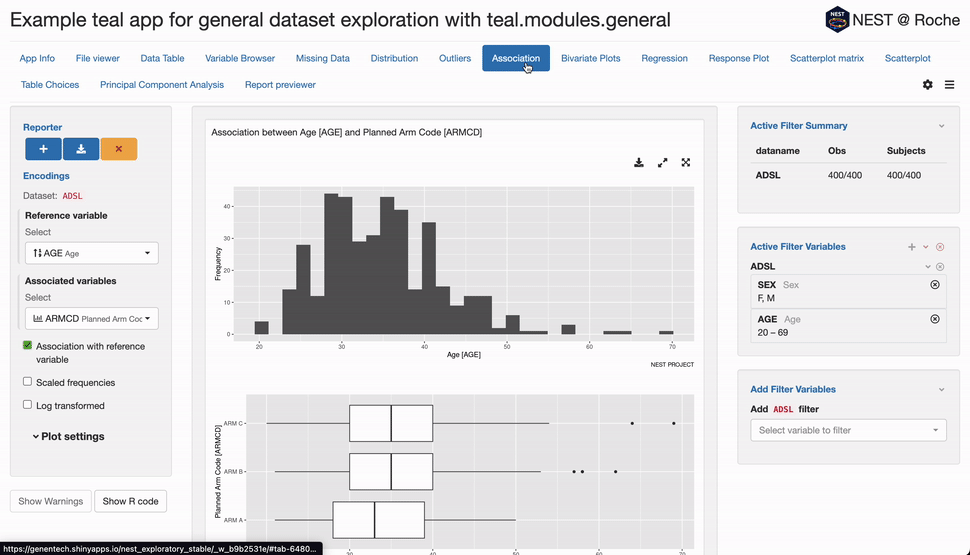 Example teal app for general dataset exploration with teal.modules.general
NEST @ Roche
App Info File viewer Data Table Variable Browser Missing Data Distribution Outliers Association Bivariate Plots Regression Response Plot Scatterplot matrix Scatterplot
Table Choices Principal Component Analysis Report previewer
Reporter
Encodings
Dataset: ADSL
Reference variable
Select
AGE Age
Associated variables
Select
ARMCD Planned Arm Coc
Association with reference
variable
Scaled frequencies
Log transformed
Plot settings
Show Warnings Show R code
https://genentech.shinyapps.io/nest_exploratory_stable/_w_b9b2531e/#tab-6480...
Association between Age [AGE] and Planned Arm Code [ARMCD]
Frequency
40
30
20
10
0
20 30 40 50 60 70
Age [AGE]
NEST PROJECT
Planned Arm Code [ARMCD]
ARM C
ARM B
ARM A
Active Filter Summary
dataname Obs Subjects
ADSL 400/400 400/400
Active Filter Variables
ADSL
SEX Sex
F, M
AGE Age
20 – 69
Add Filter Variables
Add ADSL filter
Select variable to filter